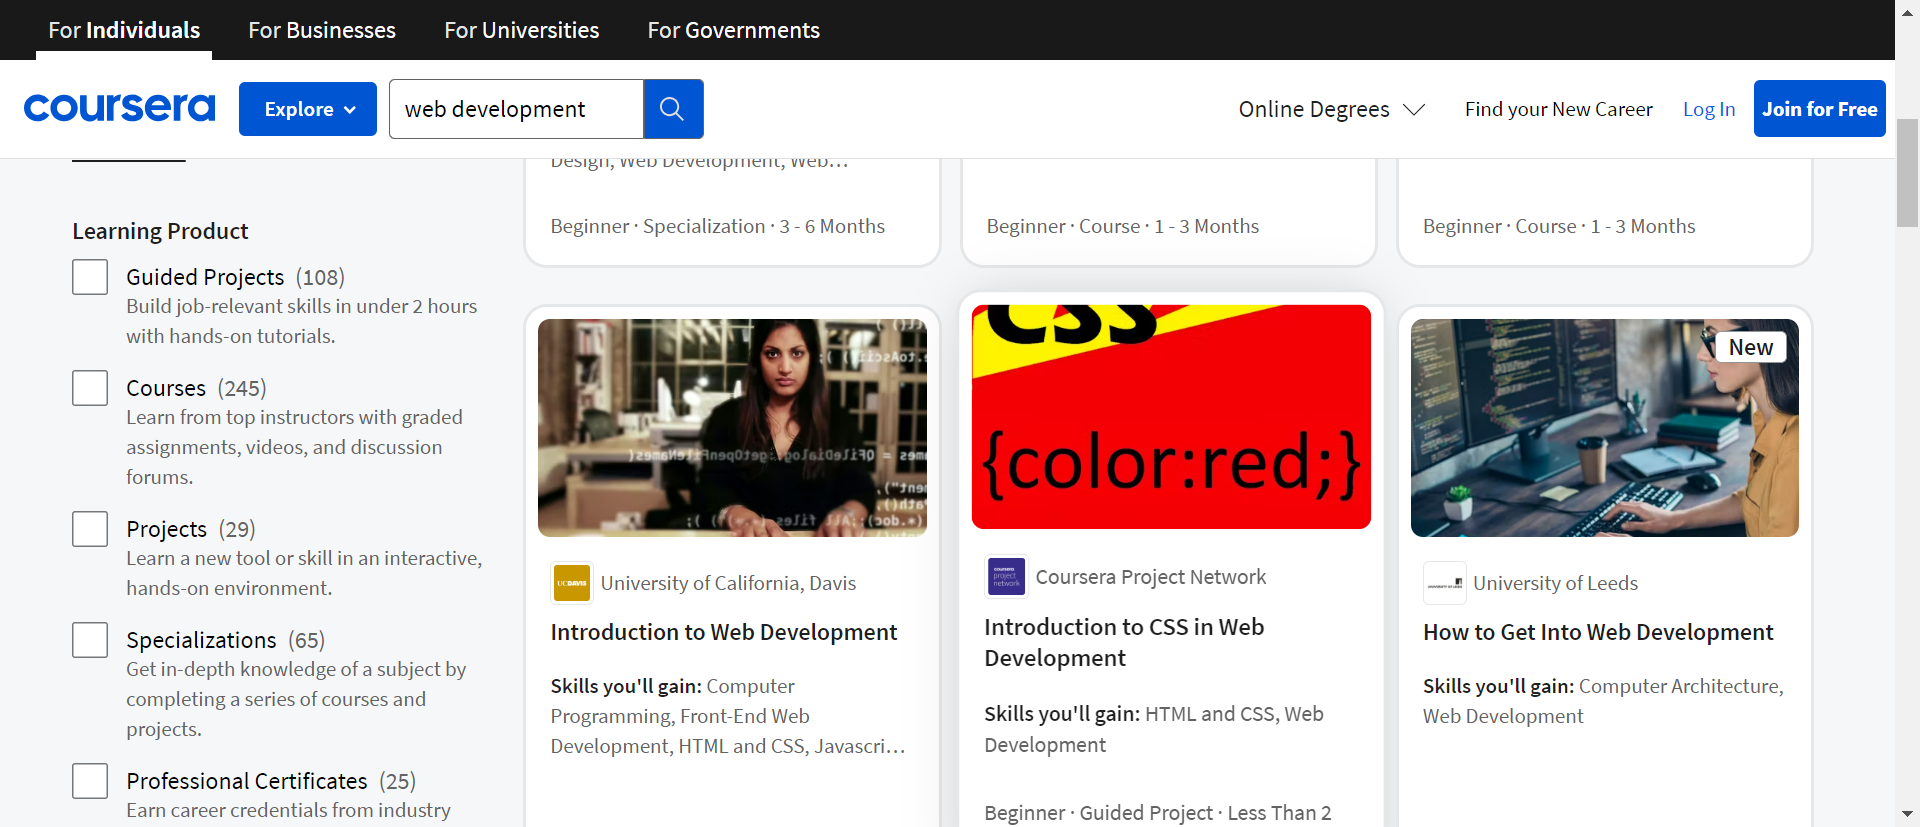 For Individuals
For Businesses
For Universities
For Governments
coursera
Explore
web development
Online Degrees
Find your New Career
Log In
Join for Free
Design, Web Development, Web…
Beginner · Specialization · 3 - 6 Months
Beginner · Course · 1 - 3 Months
Beginner · Course · 1 - 3 Months
Learning Product
Guided Projects (108)
Build job-relevant skills in under 2 hours
with hands-on tutorials.
Courses (245)
Learn from top instructors with graded
assignments, videos, and discussion
forums.
Projects (29)
Learn a new tool or skill in an interactive,
hands-on environment.
Specializations (65)
Get in-depth knowledge of a subject by
completing a series of courses and
projects.
Professional Certificates (25)
Earn career credentials from industry
UCDAVIS
University of California, Davis
Introduction to Web Development
Skills you'll gain: Computer
Programming, Front-End Web
Development, HTML and CSS, Javascri…
CSS
{color:red;}
coursera
project
network
Coursera Project Network
Introduction to CSS in Web
Development
Skills you'll gain: HTML and CSS, Web
Development
Beginner · Guided Project · Less Than 2
New
UNIVERSITY OF LEEDS
University of Leeds
How to Get Into Web Development
Skills you'll gain: Computer Architecture,
Web Development